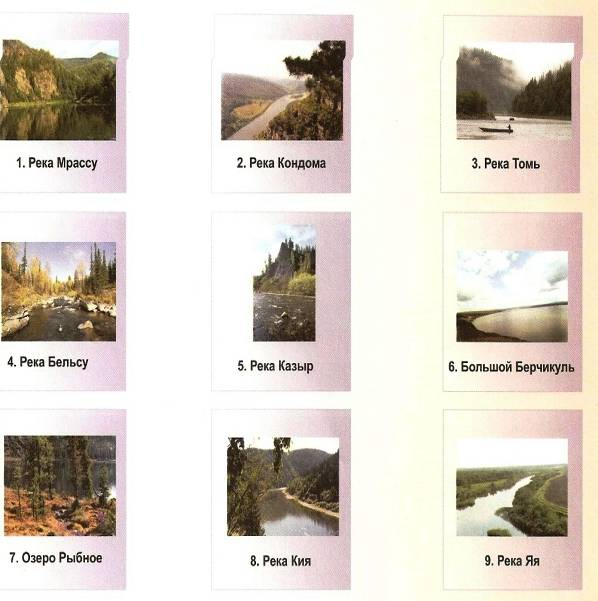 1. Река Мрассу
2. Река Кондома
3. Река Томь
4. Река Бельсу
5. Река Казыр
6. Большой Берчикуль
7. Озеро Рыбное
8. Река Кия
9. Река Яя